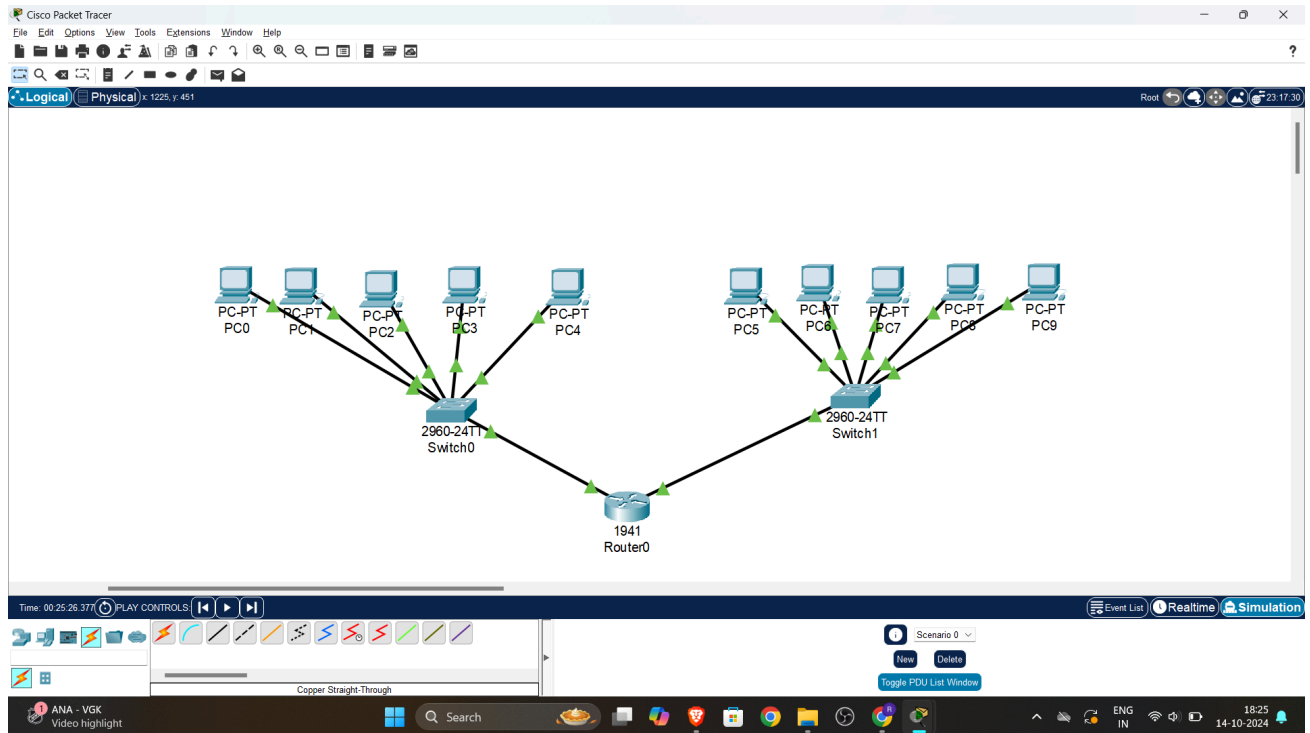 Cisco Packet Tracer
File Edit Options View Tools Extensions Window Help
?
Logical Physical x: 1225, y: 451 Root 23:17:30
PC-PT PC-PT PC-PT PC-PT PC-PT PC-PT PC-PT PC-PT PC-PT PC-PT
PC0 PC1 PC2 PC3 PC4 PC5 PC6 PC7 PC8 PC9
2960-24TT
Switch0
2960-24TT
Switch1
1941
Router0
Time: 00:25:26.377 PLAY CONTROLS: Event List Realtime Simulation
Scenario 0
New Delete
Toggle PDU List Window
Copper Straight-Through
1
ANA - VGK
Video highlight
Search
R
ENG
IN
18:25
14-10-2024